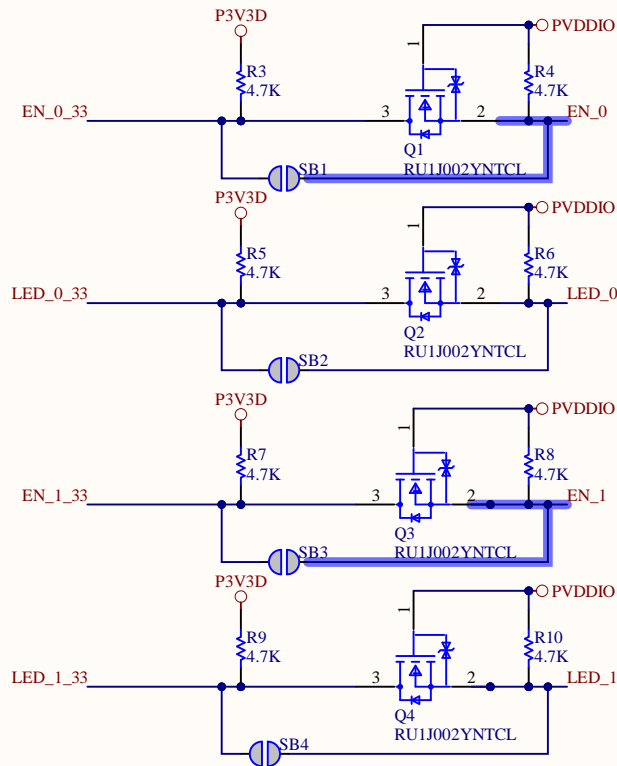 P3V3D
PVDDIO
1
R3
4.7K
R4
4.7K
EN_0_33
3
2
EN_0
Q1
RU1J002YNTCL
SB1
P3V3D
PVDDIO
1
R5
4.7K
R6
4.7K
LED_0_33
3
2
LED_0
Q2
RU1J002YNTCL
SB2
P3V3D
PVDDIO
1
R7
4.7K
R8
4.7K
EN_1_33
3
2
EN_1
Q3
RU1J002YNTCL
SB3
P3V3D
PVDDIO
1
R9
4.7K
R10
4.7K
LED_1_33
3
2
LED_1
Q4
RU1J002YNTCL
SB4